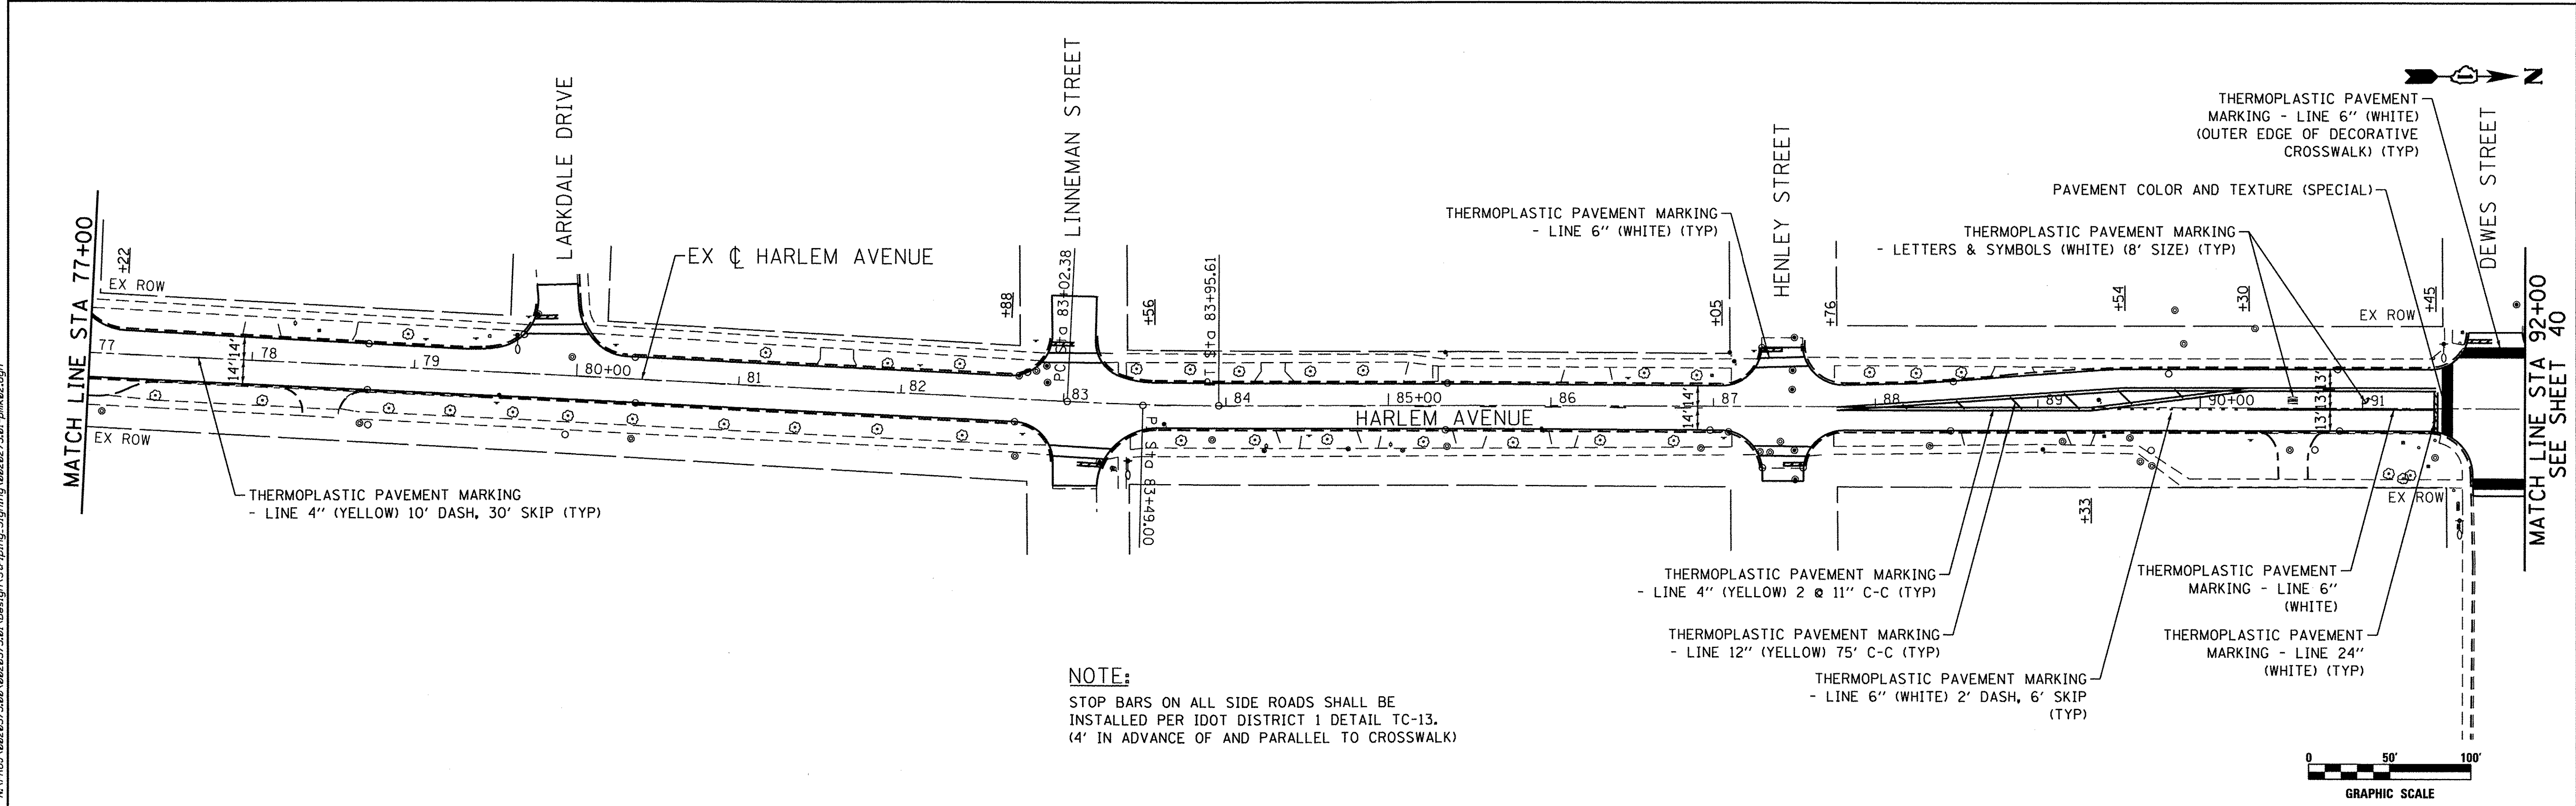 N
THERMOPLASTIC PAVEMENT
MARKING - LINE 6" (WHITE)
(OUTER EDGE OF DECORATIVE
CROSSWALK) (TYP)
DEWES STREET
PAVEMENT COLOR AND TEXTURE (SPECIAL)
THERMOPLASTIC PAVEMENT MARKING
- LETTERS & SYMBOLS (WHITE) (8' SIZE) (TYP)
THERMOPLASTIC PAVEMENT MARKING
- LINE 6" (WHITE) (TYP)
HENLEY STREET
LINNEMAN STREET
LARKDALE DRIVE
EX ℄ HARLEM AVENUE
MATCH LINE STA 77+00
+22
EX ROW
+88
PC Sta 83+02.38
+56
PT Sta 83+95.61
+05
+76
+54
+30
+45
EX ROW
MATCH LINE STA 92+00
SEE SHEET 40
77
78
79
80+00
81
82
83
84
85+00
86
87
88
89
90+00
91
14'
14'
14'
14'
13'
13'
13'
HARLEM AVENUE
EX ROW
EX ROW
PI Sta 83+49.00
+33
THERMOPLASTIC PAVEMENT MARKING
- LINE 4" (YELLOW) 10' DASH, 30' SKIP (TYP)
THERMOPLASTIC PAVEMENT MARKING
- LINE 4" (YELLOW) 2 @ 11" C-C (TYP)
THERMOPLASTIC PAVEMENT
MARKING - LINE 6"
(WHITE)
THERMOPLASTIC PAVEMENT MARKING
- LINE 12" (YELLOW) 75' C-C (TYP)
THERMOPLASTIC PAVEMENT
MARKING - LINE 24"
(WHITE) (TYP)
THERMOPLASTIC PAVEMENT MARKING
- LINE 6" (WHITE) 2' DASH, 6' SKIP
(TYP)
NOTE:
STOP BARS ON ALL SIDE ROADS SHALL BE
INSTALLED PER IDOT DISTRICT 1 DETAIL TC-13.
(4' IN ADVANCE OF AND PARALLEL TO CROSSWALK)
0 50' 100'
GRAPHIC SCALE